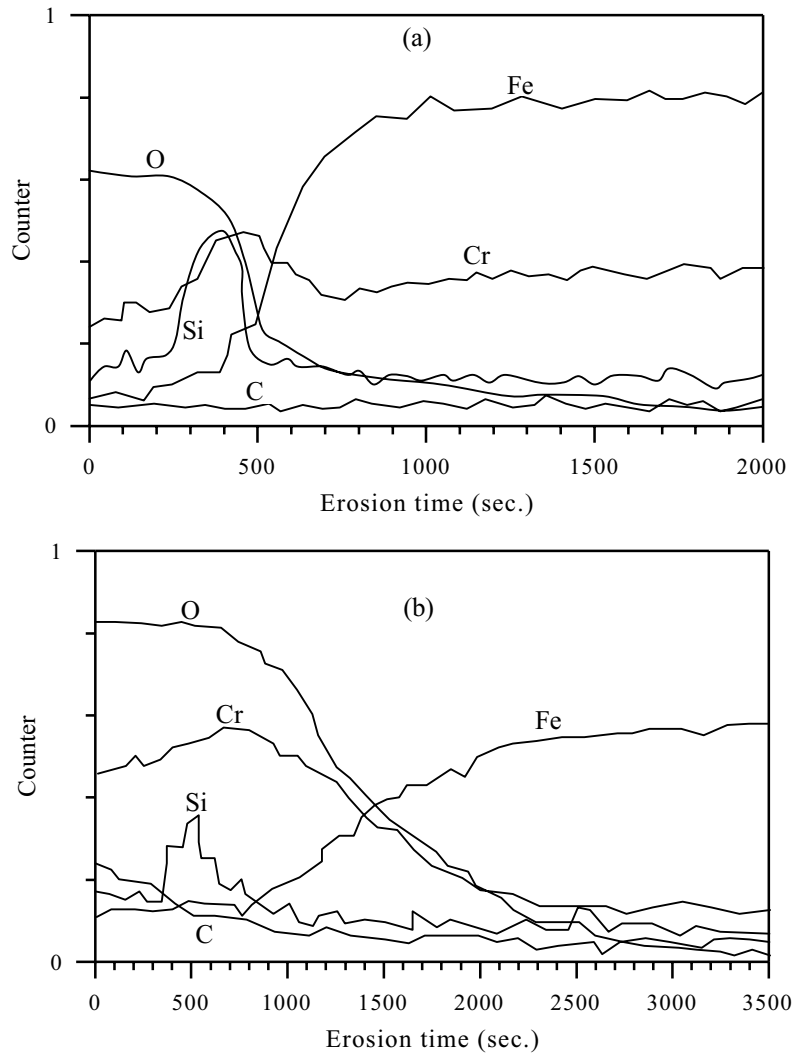 1
(a)
Fe
O
Counter
Cr
Si
C
0
0 500 1000 1500 2000
Erosion time (sec.)
1
(b)
O
Cr
Fe
Counter
Si
C
0
0 500 1000 1500 2000 2500 3000 3500
Erosion time (sec.)